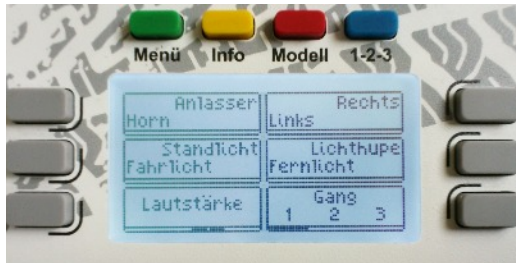 Menü Info Modell 1-2-3
Anlasser Rechts
Horn Links
Standlicht Lichthupe
Fahrlicht Fernlicht
Lautstärke Gang
1 2 3